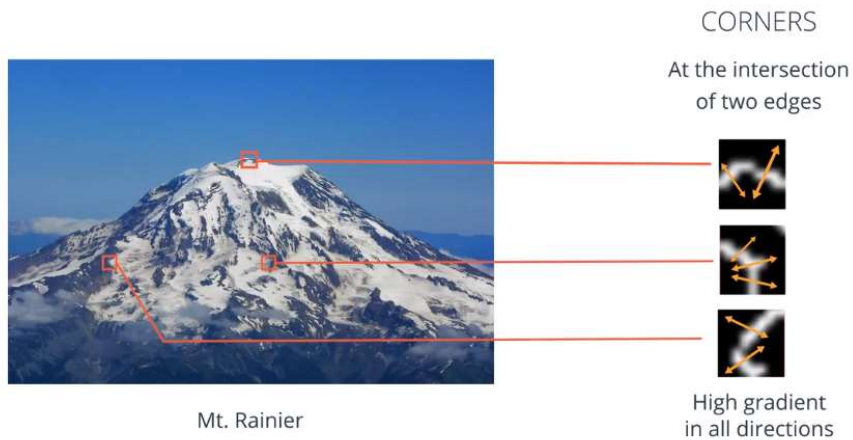 CORNERS
At the intersection
of two edges
Mt. Rainier
High gradient
in all directions